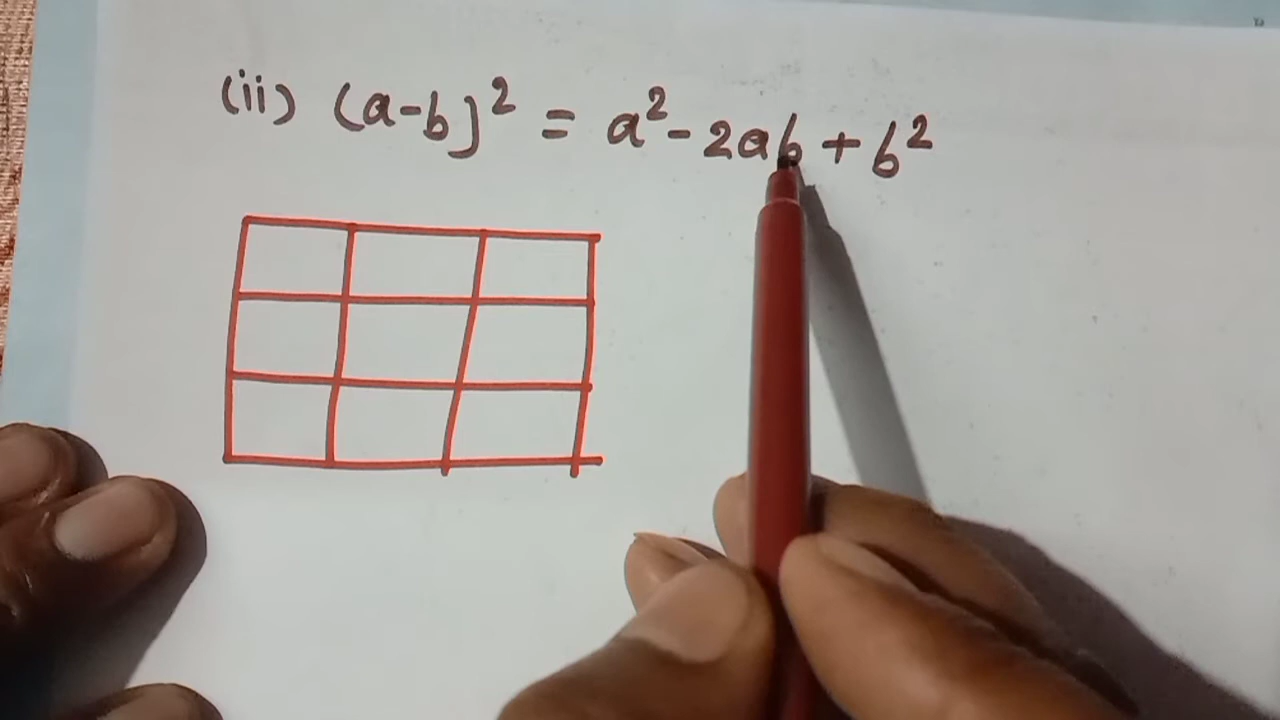 (ii) (a-b)² = a² - 2ab + b²